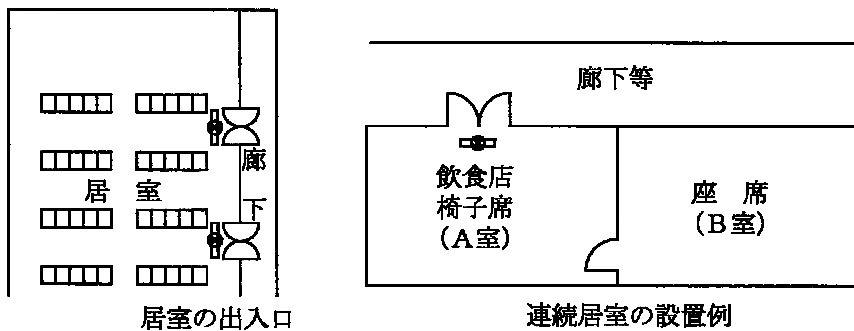 居室
廊下
居室の出入口
廊下等
飲食店
椅子席
(A室)
座席
(B室)
連続居室の設置例